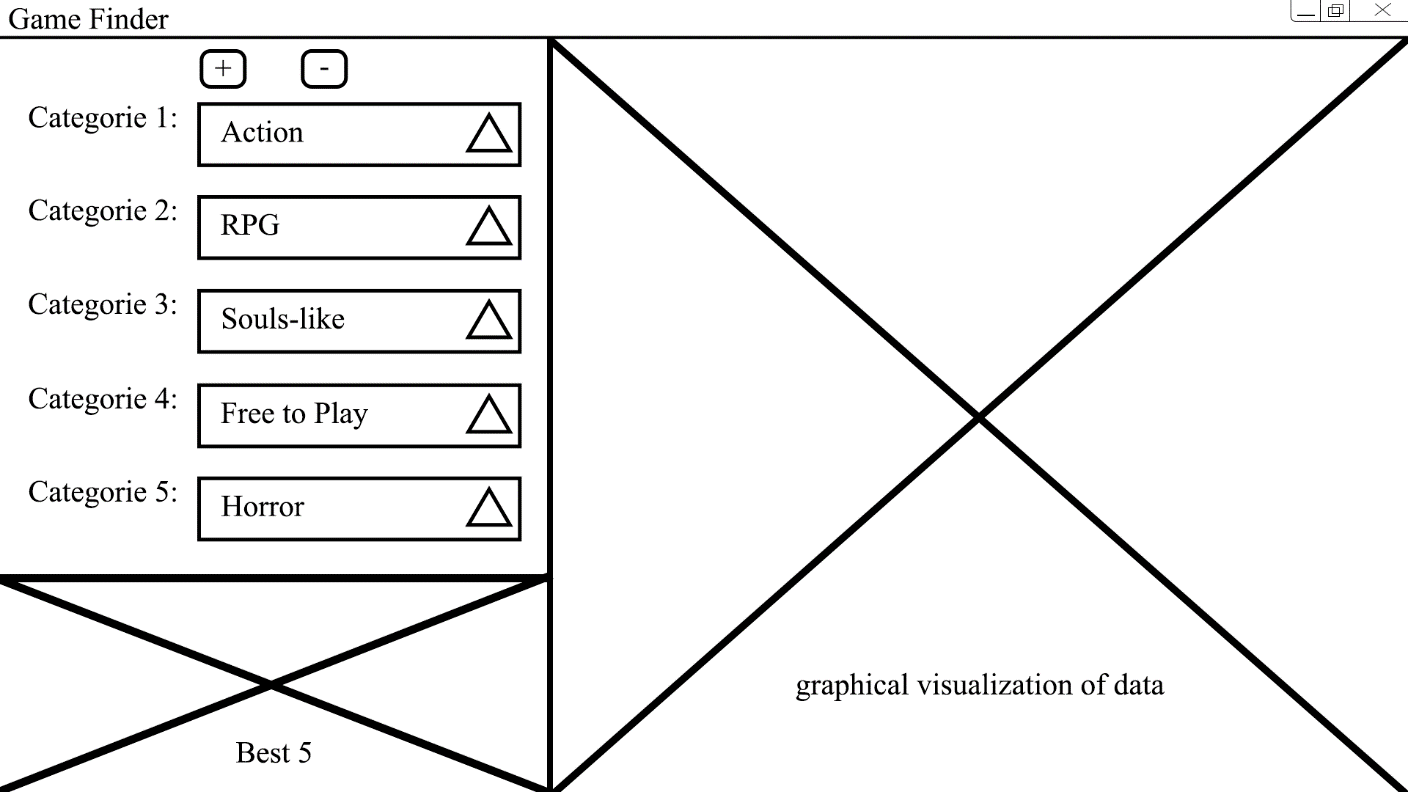 Game Finder
+ -
Categorie 1: Action
Categorie 2: RPG
Categorie 3: Souls-like
Categorie 4: Free to Play
Categorie 5: Horror
graphical visualization of data
Best 5